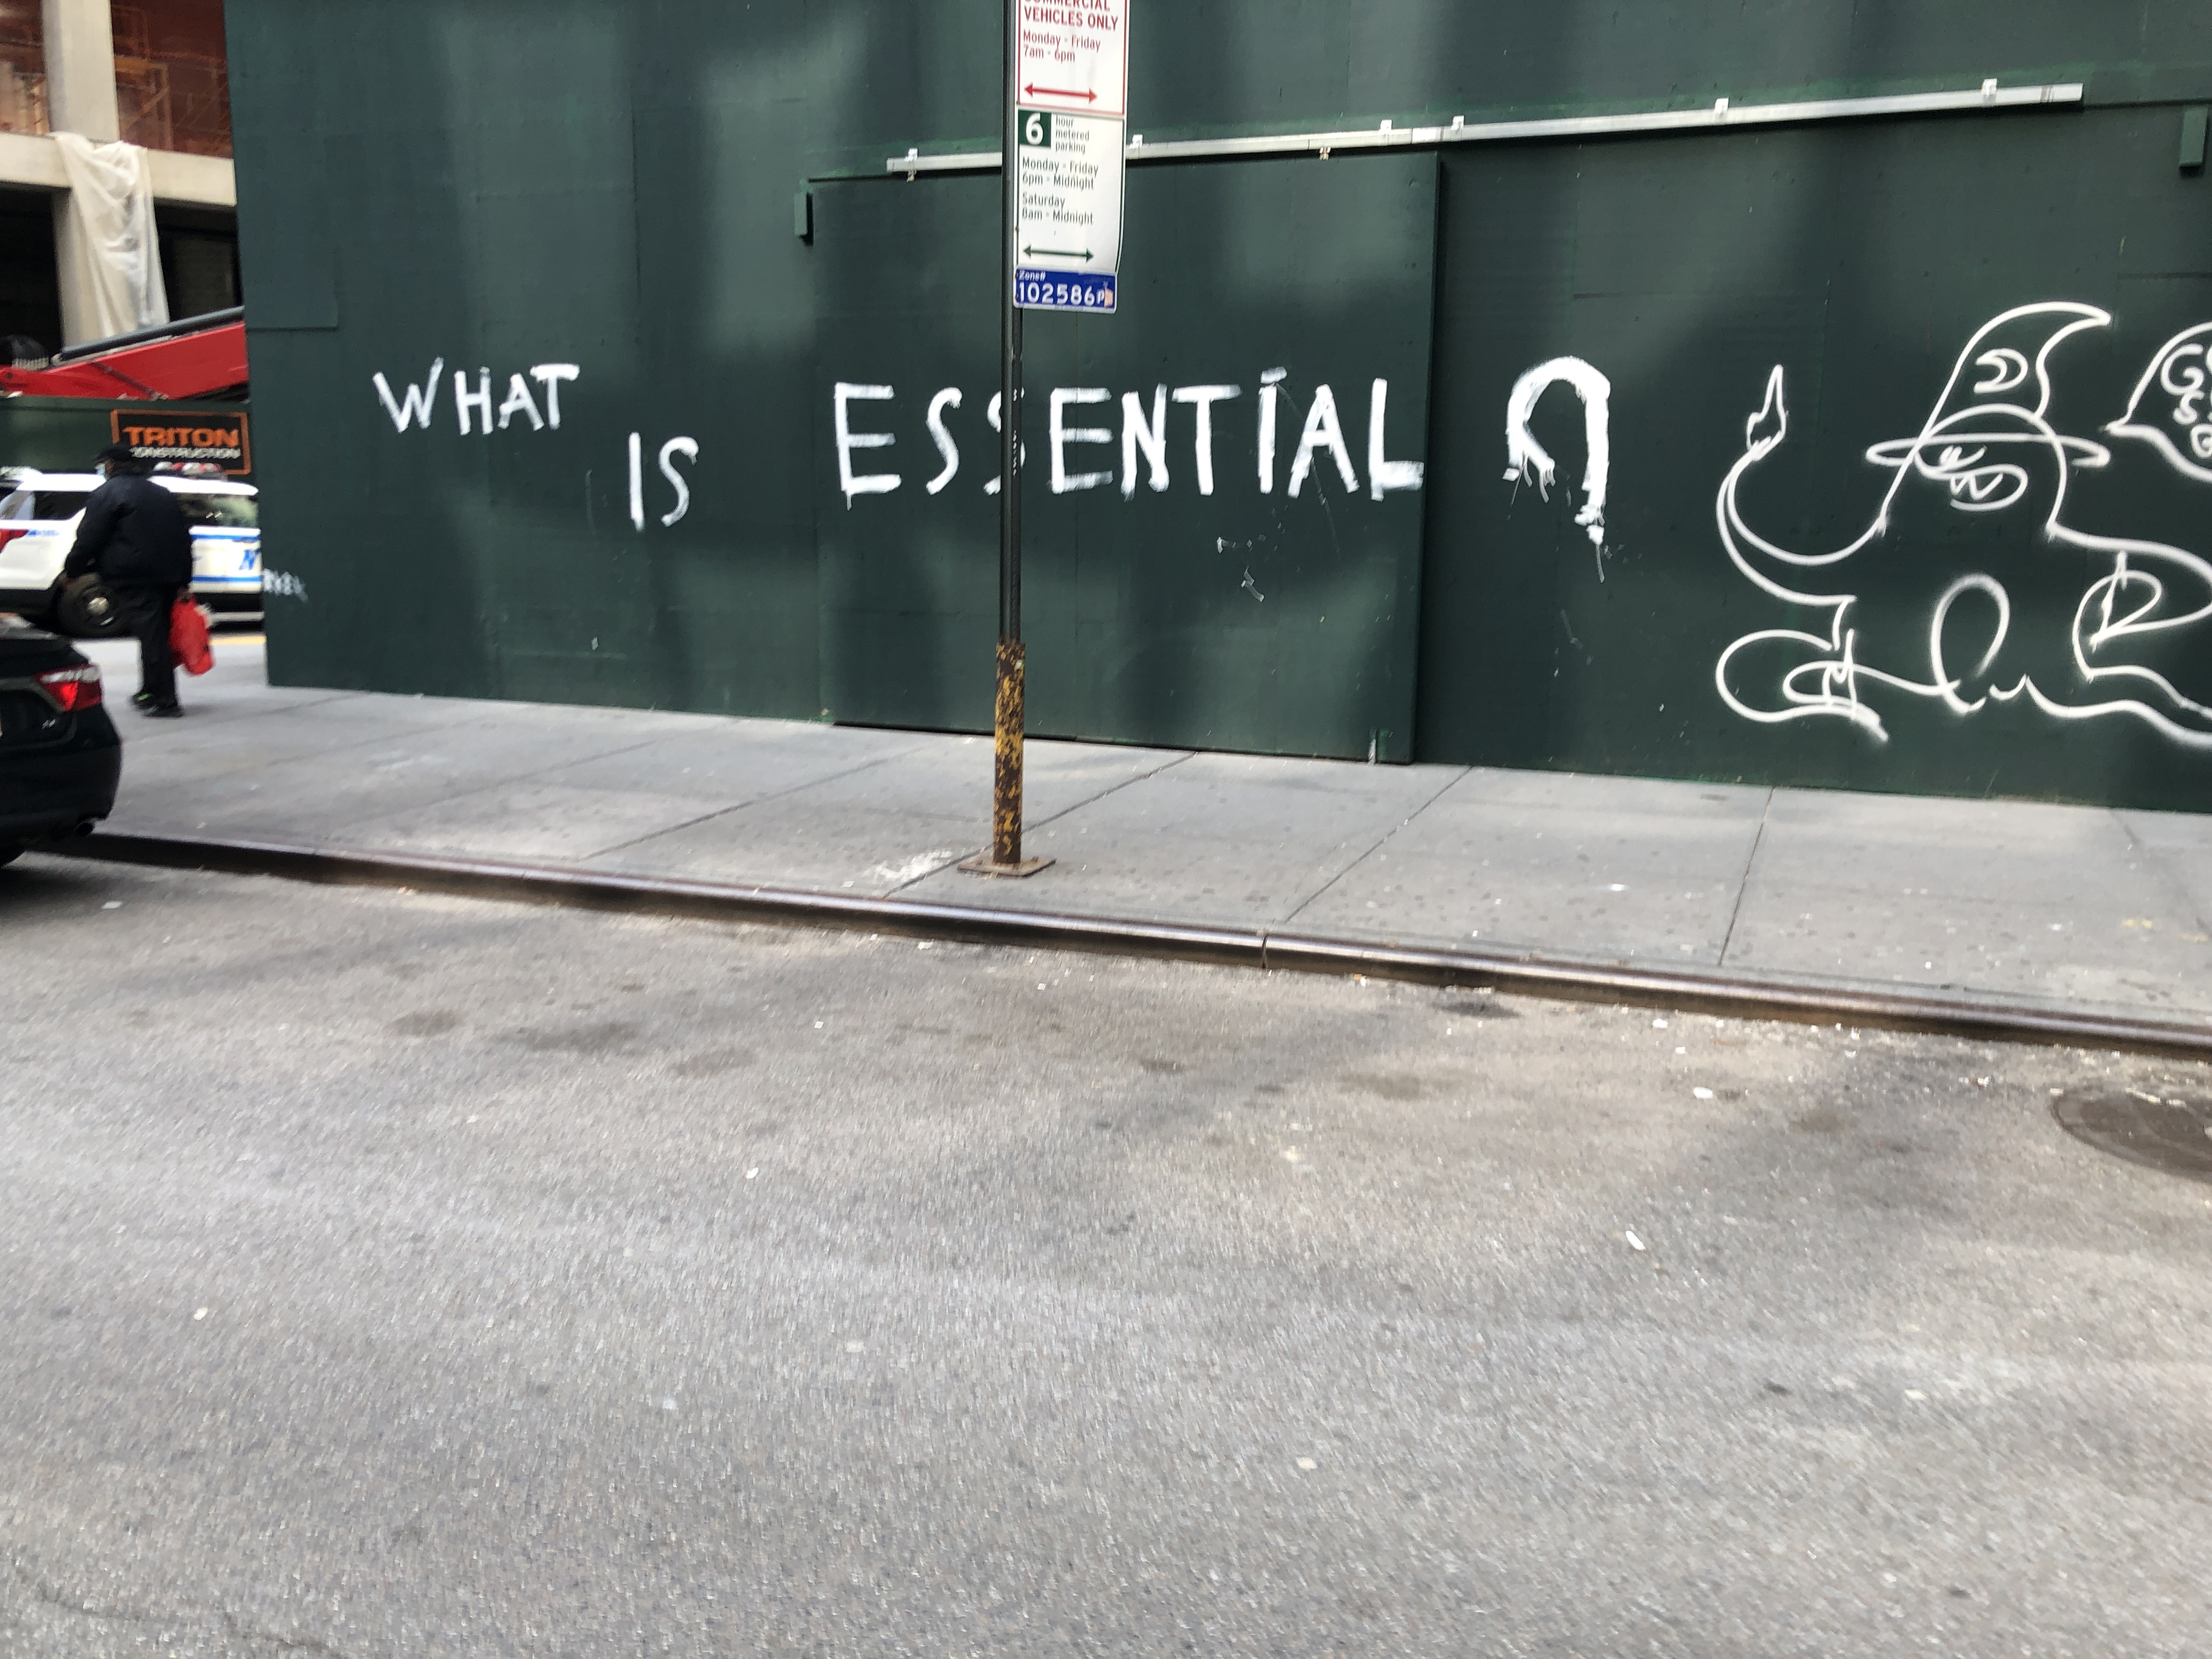 COMMERCIAL
VEHICLES ONLY
Monday - Friday
7am - 6pm
6 hour
metered
parking
Monday - Friday
6pm - Midnight
Saturday
8am - Midnight
Zone#
102586
WHAT
IS
ESSENTIAL
TRITON
CONSTRUCTION